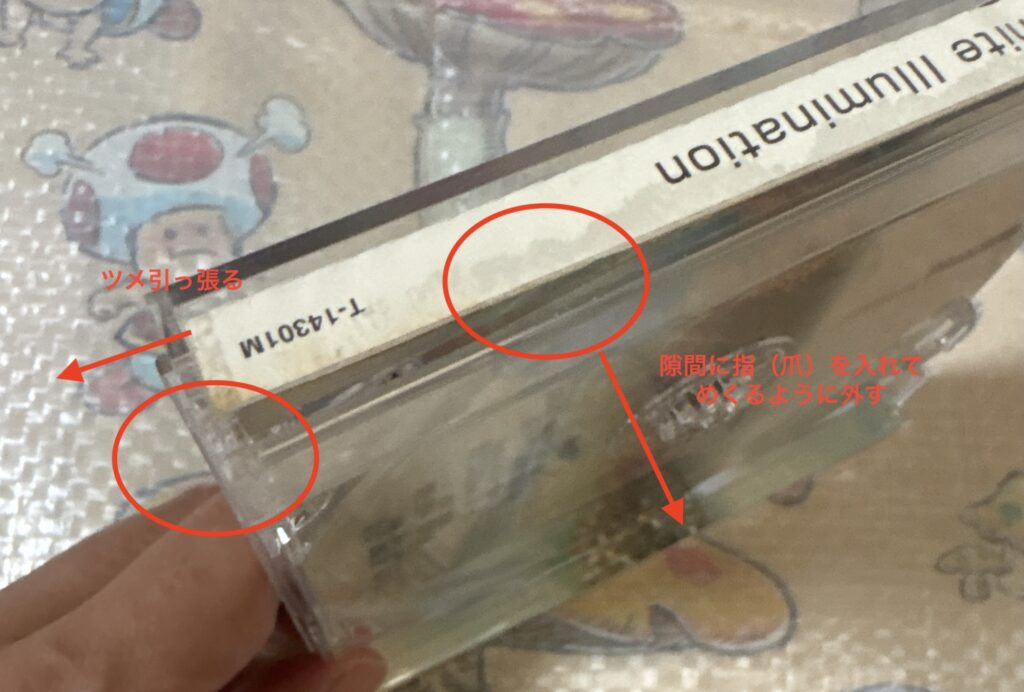 hite Illumination
T-14301M
ツメ引っ張る
隙間に指（爪）を入れて
めくるように外す